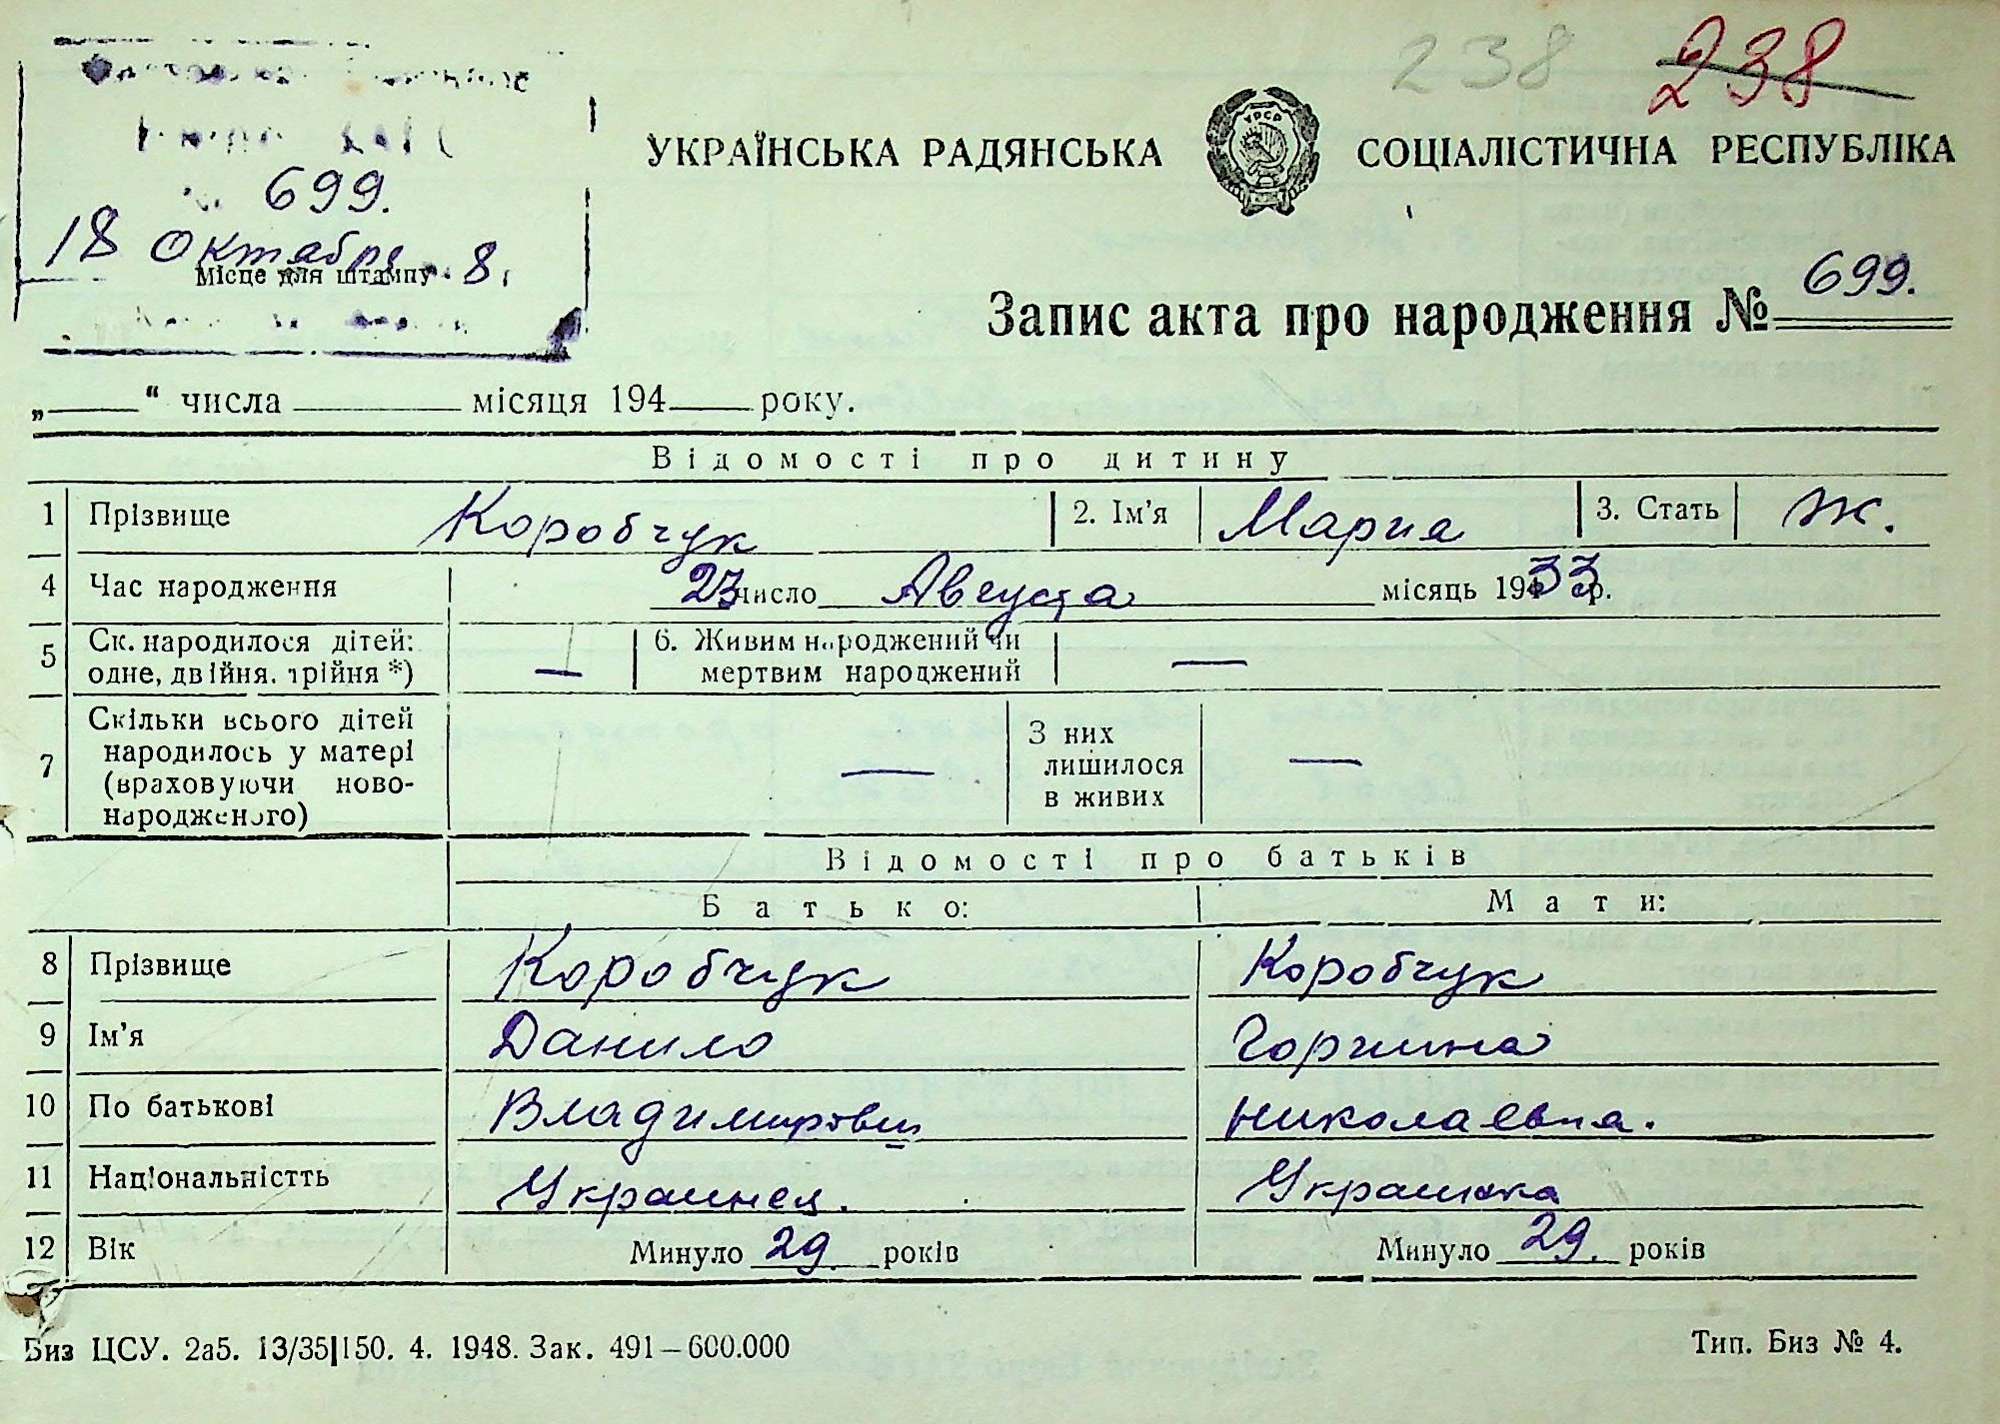 238 238
УКРАЇНСЬКА РАДЯНСЬКА СОЦІАЛІСТИЧНА РЕСПУБЛІКА
УРСР
699.
18 Октября 8.
Місце для штампу
Запис акта про народження № 699.
„ “ числа місяця 194 року.
Відомості про дитину
1 Прізвище Коробчук 2. Ім'я Мария 3. Стать Ж.
4 Час народження 23 число Августа місяць 1933 р.
5 Ск. народилося дітей: одне, двійня, трійня *) — 6. Живим народжений чи мертвим народжений —
7 Скільки всього дітей народилось у матері (враховуючи новонародженого) — З них лишилося в живих —
Відомості про батьків
Батько: Мати:
8 Прізвище Коробчук Коробчук
9 Ім'я Данило Горпина
10 По батькові Владимирович Николаевна.
11 Національністть Украинец. Украинка
12 Вік Минуло 29 років Минуло 29. років
Биз ЦСУ. 2а5. 13/35|150. 4. 1948. Зак. 491—600.000 Тип. Биз № 4.